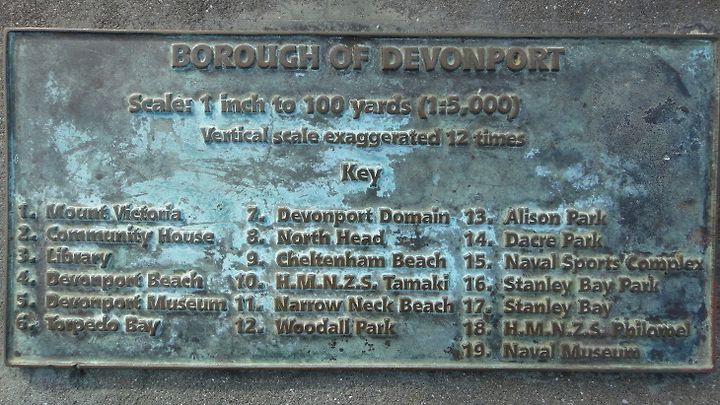 BOROUGH OF DEVONPORT
Scale: 1 inch to 100 yards (1:5,000)
Vertical scale exaggerated 12 times
Key
1. Mount Victoria
2. Community House
3. Library
4. Devonport Beach
5. Devonport Museum
6. Torpedo Bay
7. Devonport Domain
8. North Head
9. Cheltenham Beach
10. H.M.N.Z.S. Tamaki
11. Narrow Neck Beach
12. Woodall Park
13. Alison Park
14. Dacre Park
15. Naval Sports Complex
16. Stanley Bay Park
17. Stanley Bay
18. H.M.N.Z.S. Philomel
19. Naval Museum